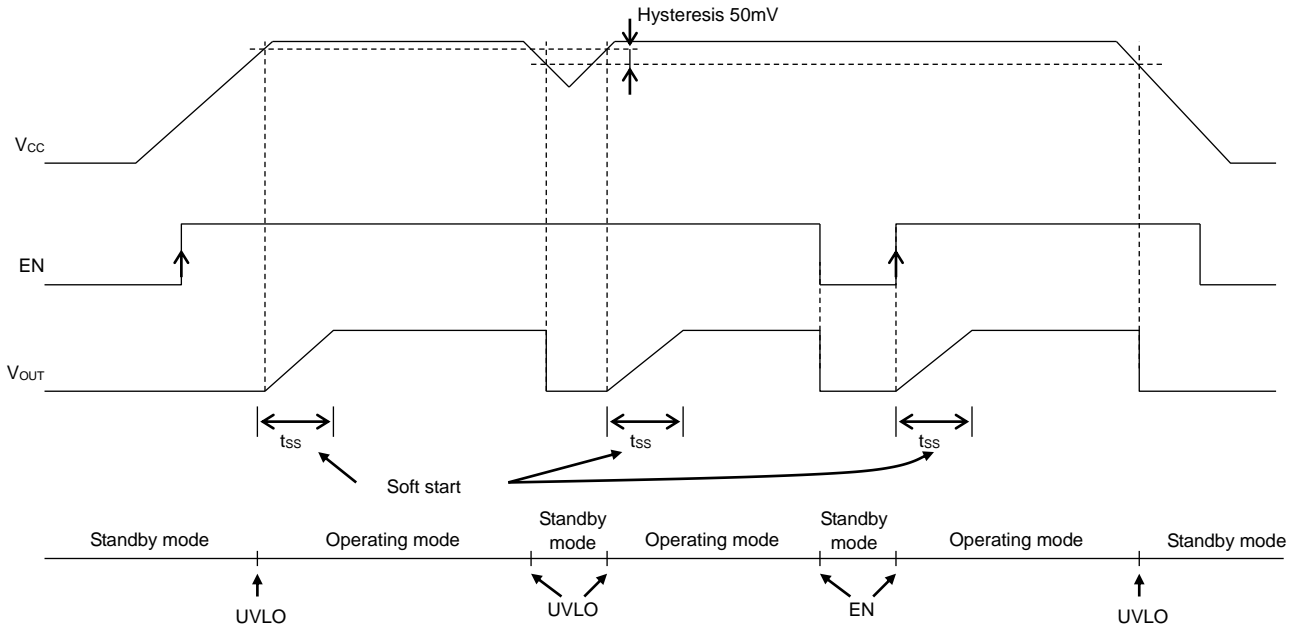 Hysteresis 50mV
VCC
EN
VOUT
tSS
tSS
tSS
Soft start
Standby mode
Operating mode
Standby
mode
Operating mode
Standby
mode
Operating mode
Standby mode
UVLO
UVLO
EN
UVLO